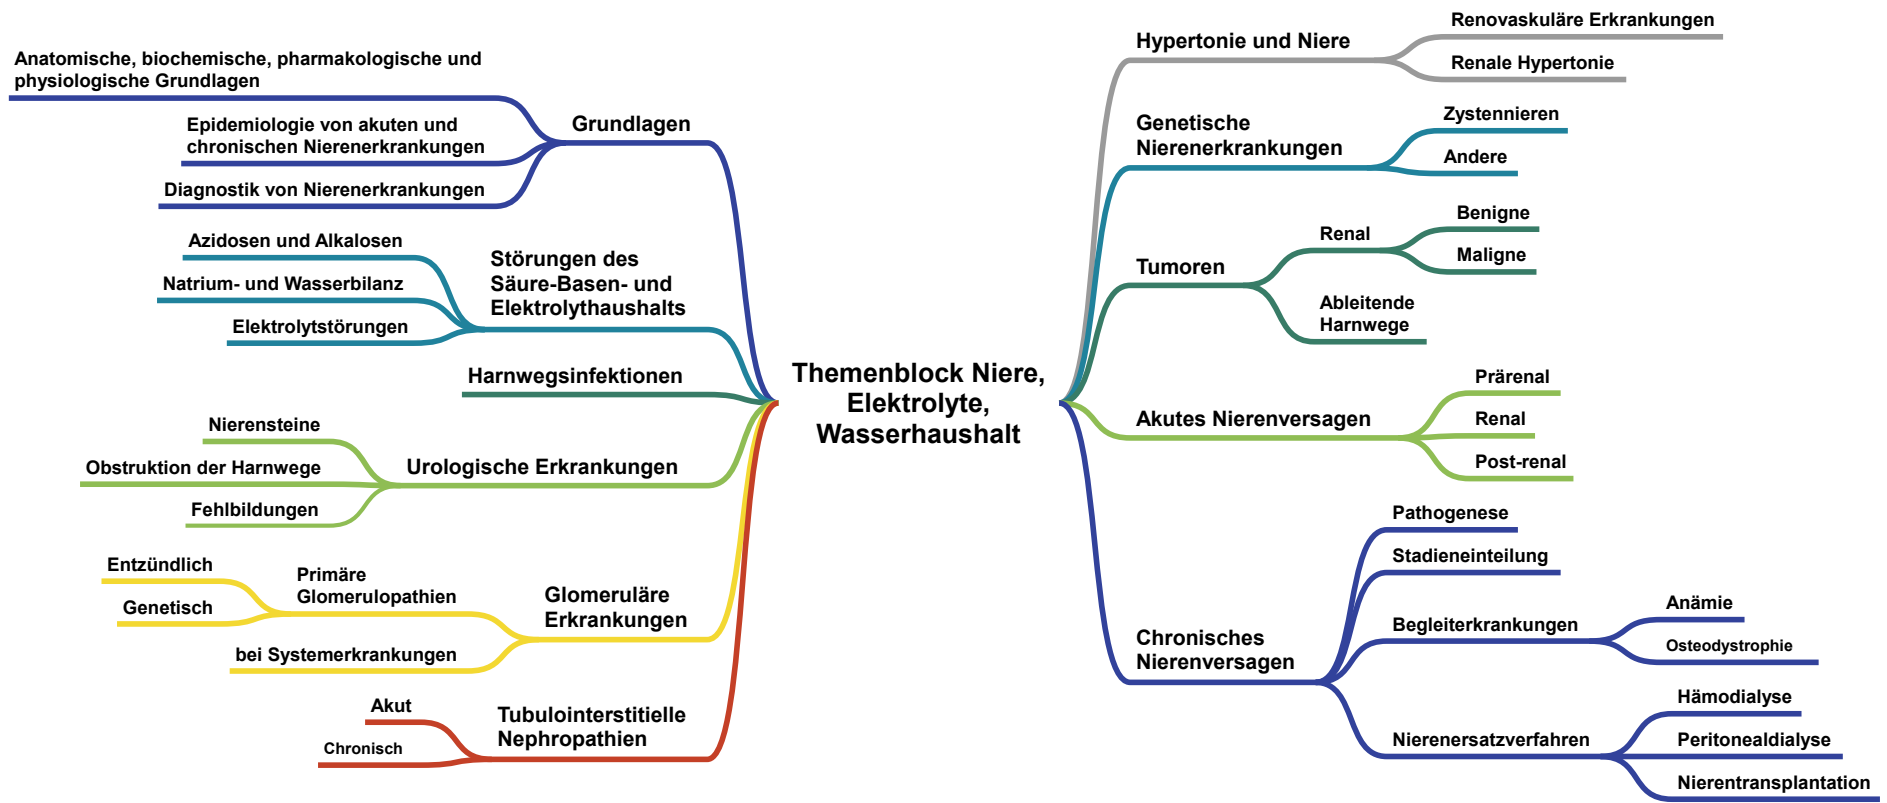 Themenblock Niere,
Elektrolyte,
Wasserhaushalt
Grundlagen
Anatomische, biochemische, pharmakologische und
physiologische Grundlagen
Epidemiologie von akuten und
chronischen Nierenerkrankungen
Diagnostik von Nierenerkrankungen
Störungen des
Säure-Basen- und
Elektrolythaushalts
Azidosen und Alkalosen
Natrium- und Wasserbilanz
Elektrolytstörungen
Harnwegsinfektionen
Urologische Erkrankungen
Nierensteine
Obstruktion der Harnwege
Fehlbildungen
Glomeruläre
Erkrankungen
Primäre
Glomerulopathien
Entzündlich
Genetisch
bei Systemerkrankungen
Tubulointerstitielle
Nephropathien
Akut
Chronisch
Hypertonie und Niere
Renovaskuläre Erkrankungen
Renale Hypertonie
Genetische
Nierenerkrankungen
Zystennieren
Andere
Tumoren
Renal
Benigne
Maligne
Ableitende
Harnwege
Akutes Nierenversagen
Prärenal
Renal
Post-renal
Chronisches
Nierenversagen
Pathogenese
Stadieneinteilung
Begleiterkrankungen
Anämie
Osteodystrophie
Nierenersatzverfahren
Hämodialyse
Peritonealdialyse
Nierentransplantation